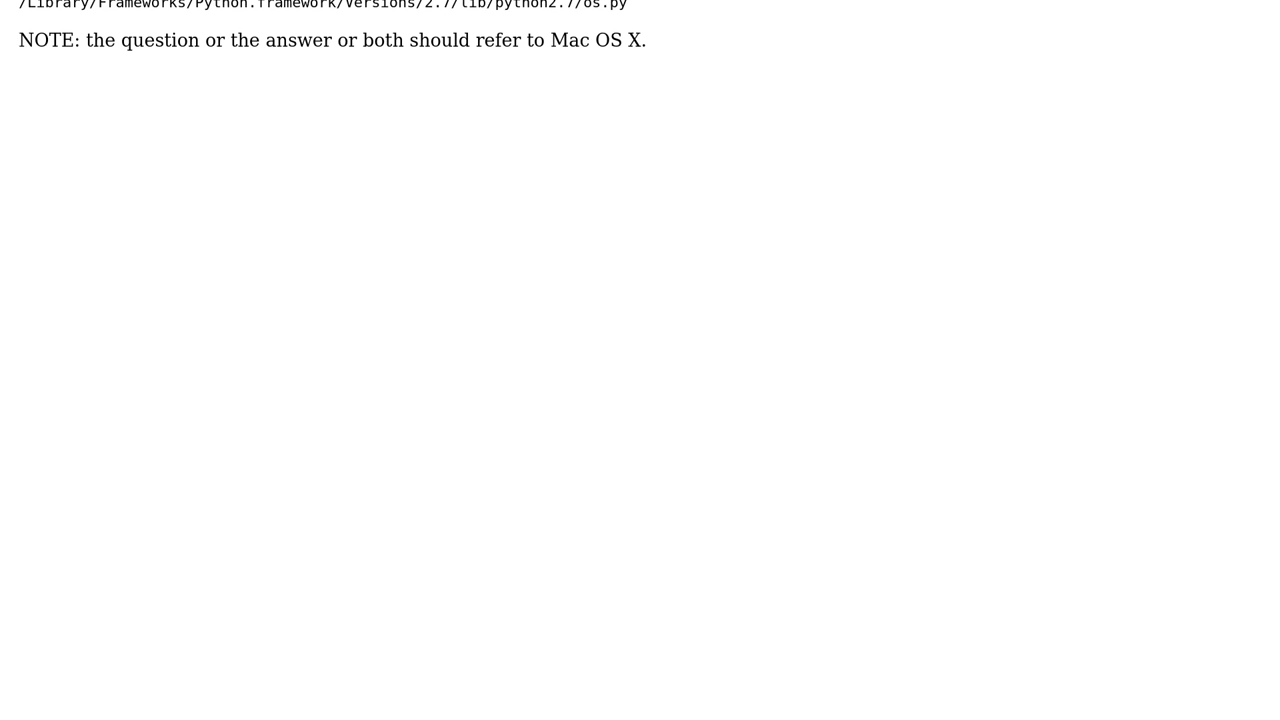 /Library/Frameworks/Python.framework/Versions/2.7/lib/python2.7/os.py
NOTE: the question or the answer or both should refer to Mac OS X.